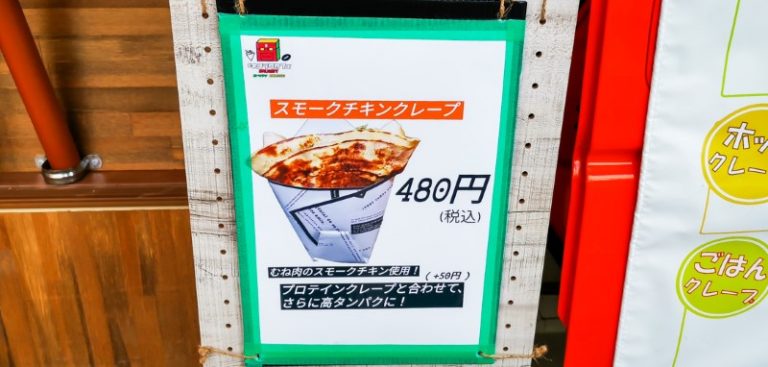 スモークチキンクレープ
480円
(税込)
むね肉のスモークチキン使用!
(+50円)
プロテインクレープと合わせて、
さらに高タンパクに!
ホッ
クレー
ごはん
クレープ